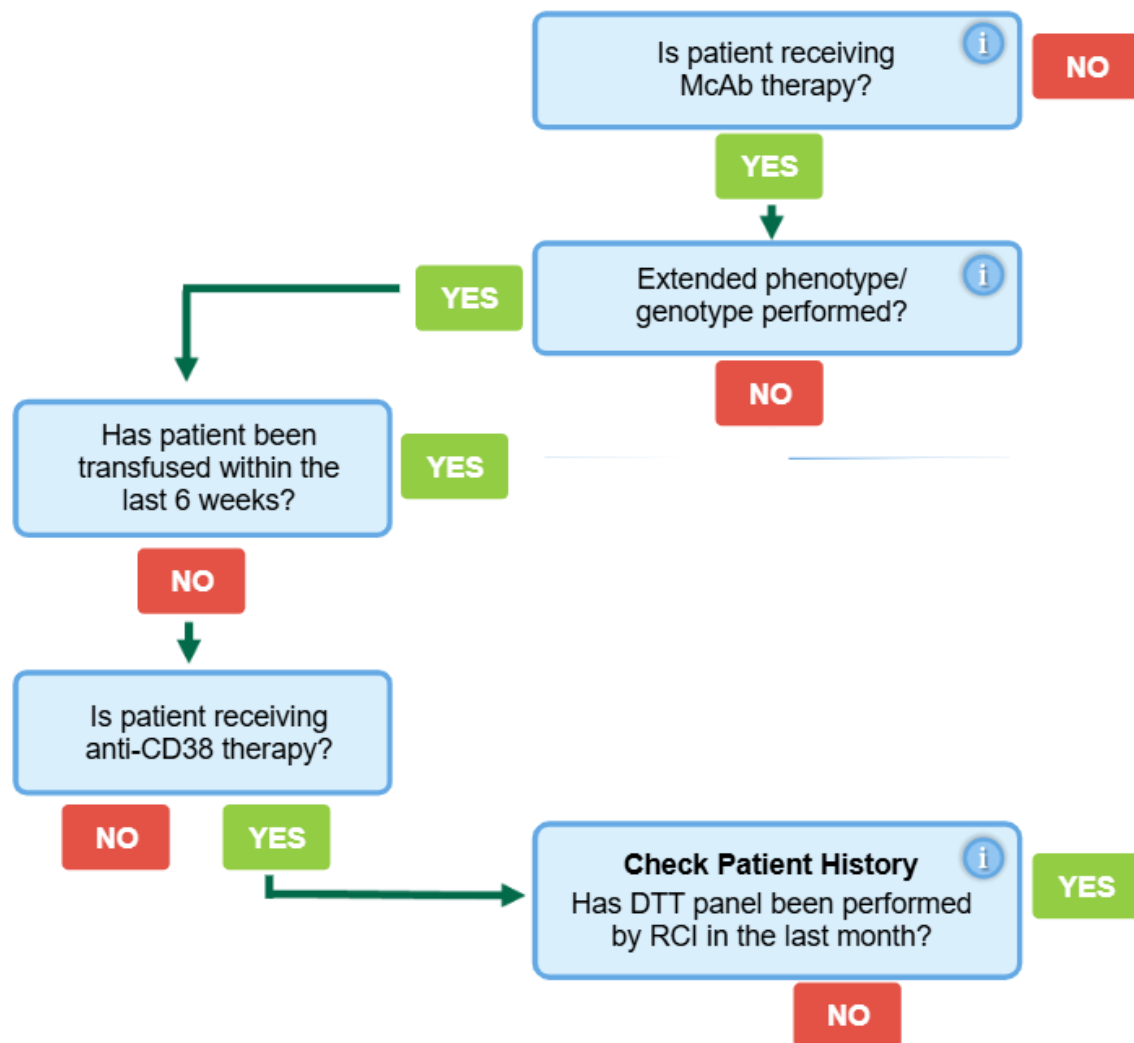 Is patient receiving
McAb therapy?
i
NO
YES
Extended phenotype/
genotype performed?
i
YES
NO
Has patient been
transfused within the
last 6 weeks?
YES
NO
Is patient receiving
anti-CD38 therapy?
NO
YES
Check Patient History
i
Has DTT panel been performed
by RCI in the last month?
YES
NO